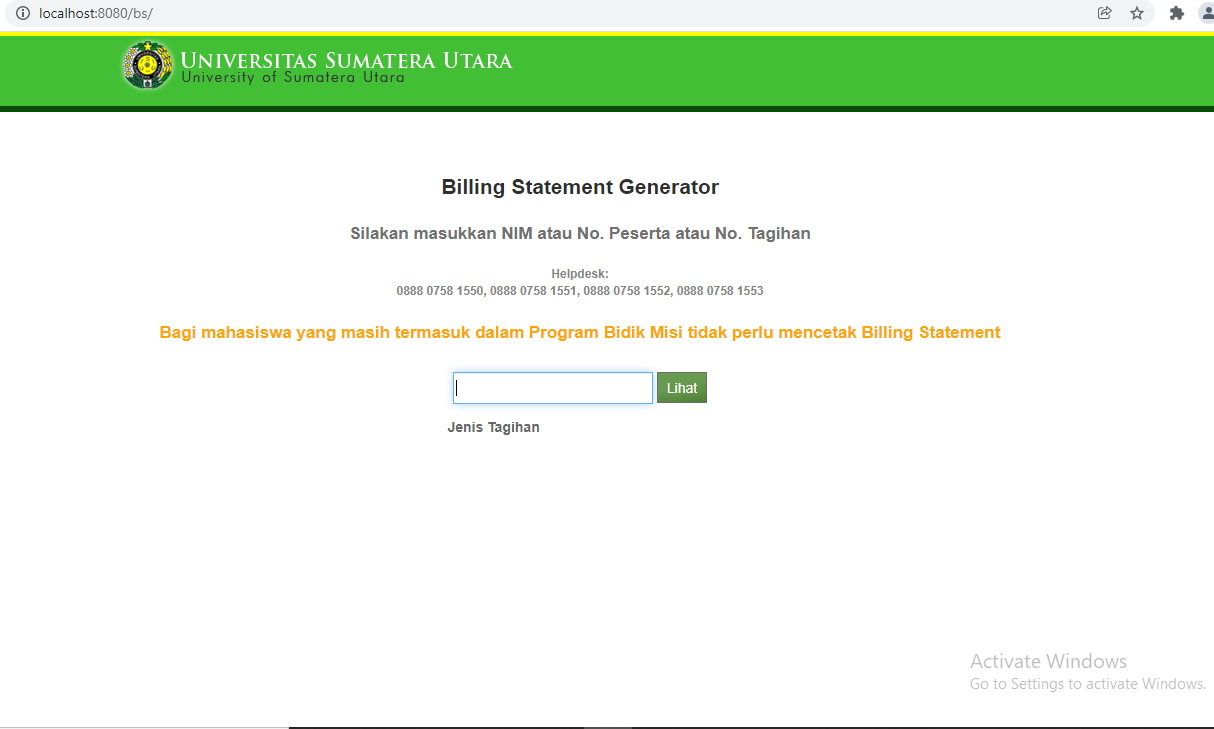 localhost:8080/bs/
UNIVERSITAS SUMATERA UTARA
University of Sumatera Utara
Billing Statement Generator
Silakan masukkan NIM atau No. Peserta atau No. Tagihan
Helpdesk:
0888 0758 1550, 0888 0758 1551, 0888 0758 1552, 0888 0758 1553
Bagi mahasiswa yang masih termasuk dalam Program Bidik Misi tidak perlu mencetak Billing Statement
Lihat
Jenis Tagihan
Activate Windows
Go to Settings to activate Windows.